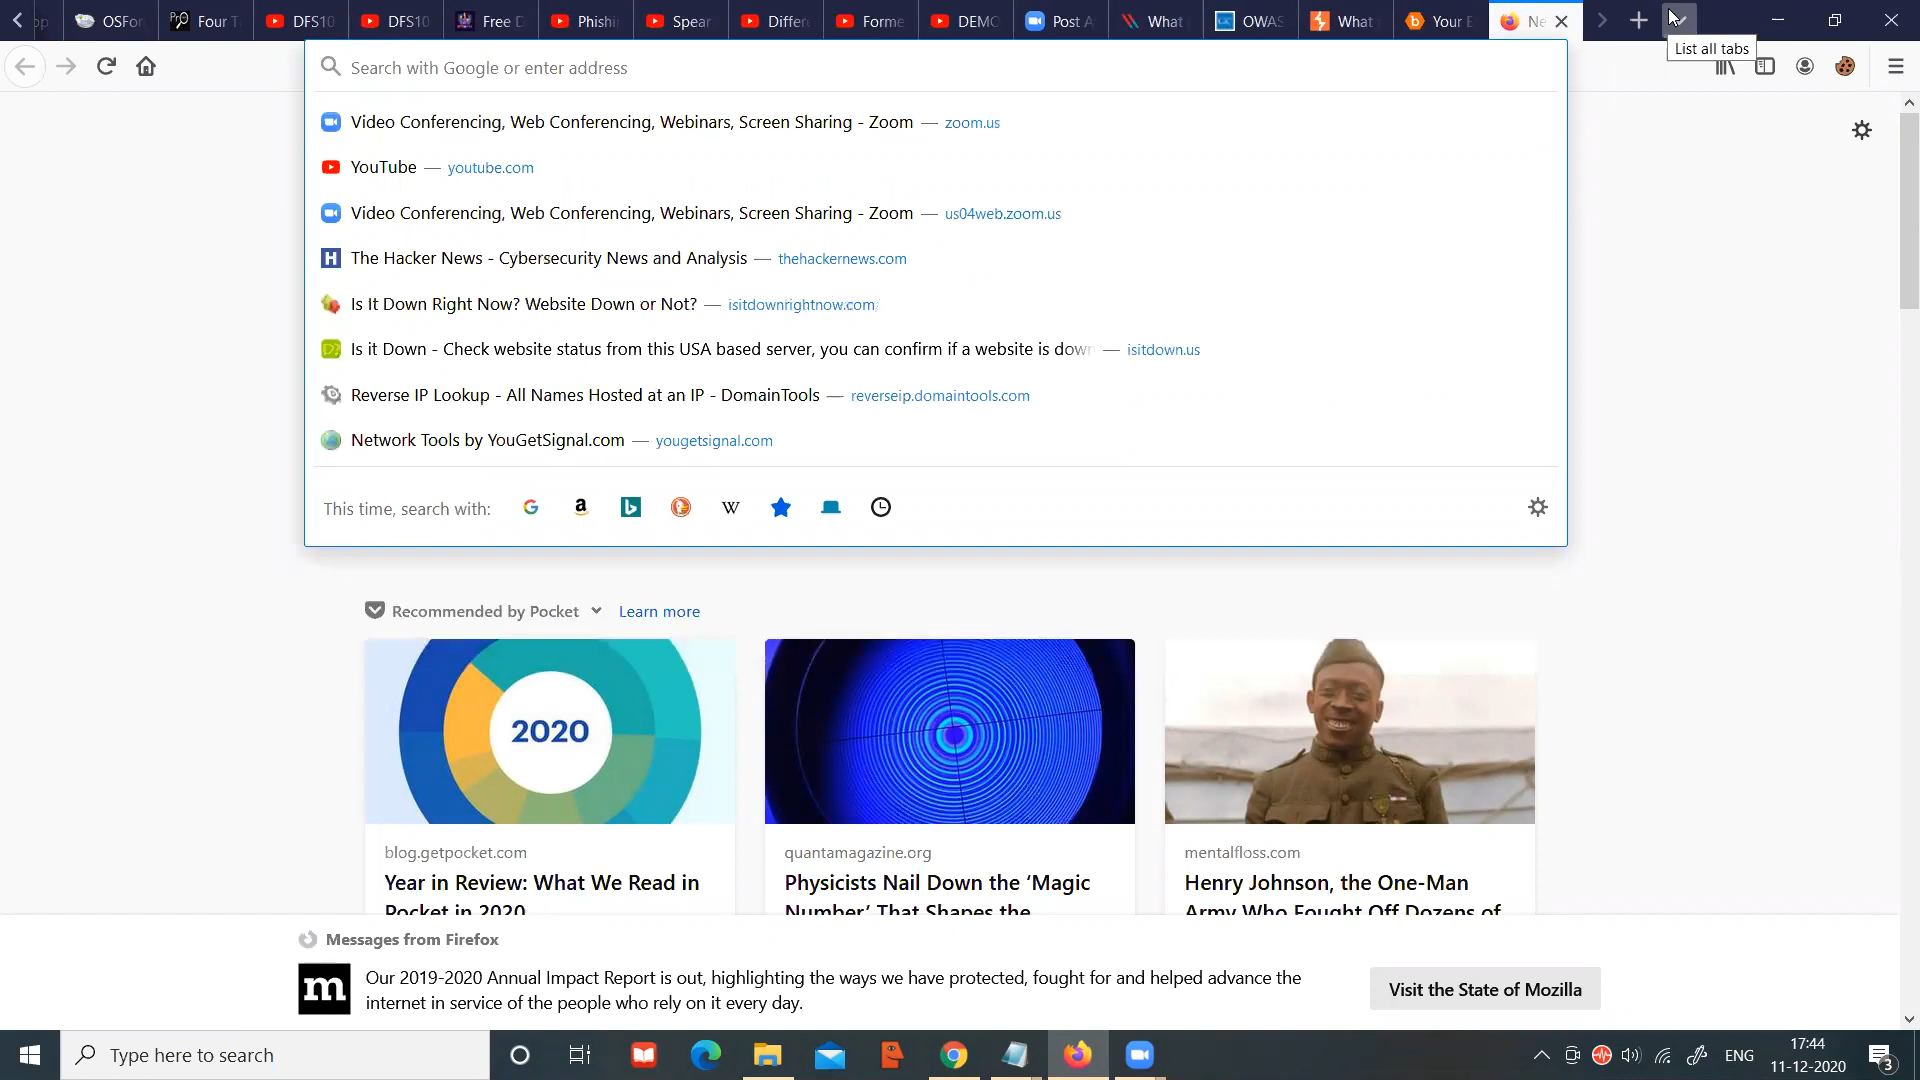 OSFor
Four T
DFS10
DFS10
Free D
Phishi
Spear
Differ
Forme
DEMO
Post A
What
OWAS
What
Your E
Ne
List all tabs
Search with Google or enter address
Video Conferencing, Web Conferencing, Webinars, Screen Sharing - Zoom — zoom.us
YouTube — youtube.com
Video Conferencing, Web Conferencing, Webinars, Screen Sharing - Zoom — us04web.zoom.us
The Hacker News - Cybersecurity News and Analysis — thehackernews.com
Is It Down Right Now? Website Down or Not? — isitdownrightnow.com
Is it Down - Check website status from this USA based server, you can confirm if a website is down — isitdown.us
Reverse IP Lookup - All Names Hosted at an IP - DomainTools — reverseip.domaintools.com
Network Tools by YouGetSignal.com — yougetsignal.com
This time, search with:
Recommended by Pocket Learn more
2020
blog.getpocket.com
Year in Review: What We Read in
Pocket in 2020
quantamagazine.org
Physicists Nail Down the ‘Magic
Number’ That Shapes the
mentalfloss.com
Henry Johnson, the One-Man
Army Who Fought Off Dozens of
Messages from Firefox
Our 2019-2020 Annual Impact Report is out, highlighting the ways we have protected, fought for and helped advance the
internet in service of the people who rely on it every day.
Visit the State of Mozilla
Type here to search
ENG
17:44
11-12-2020
3